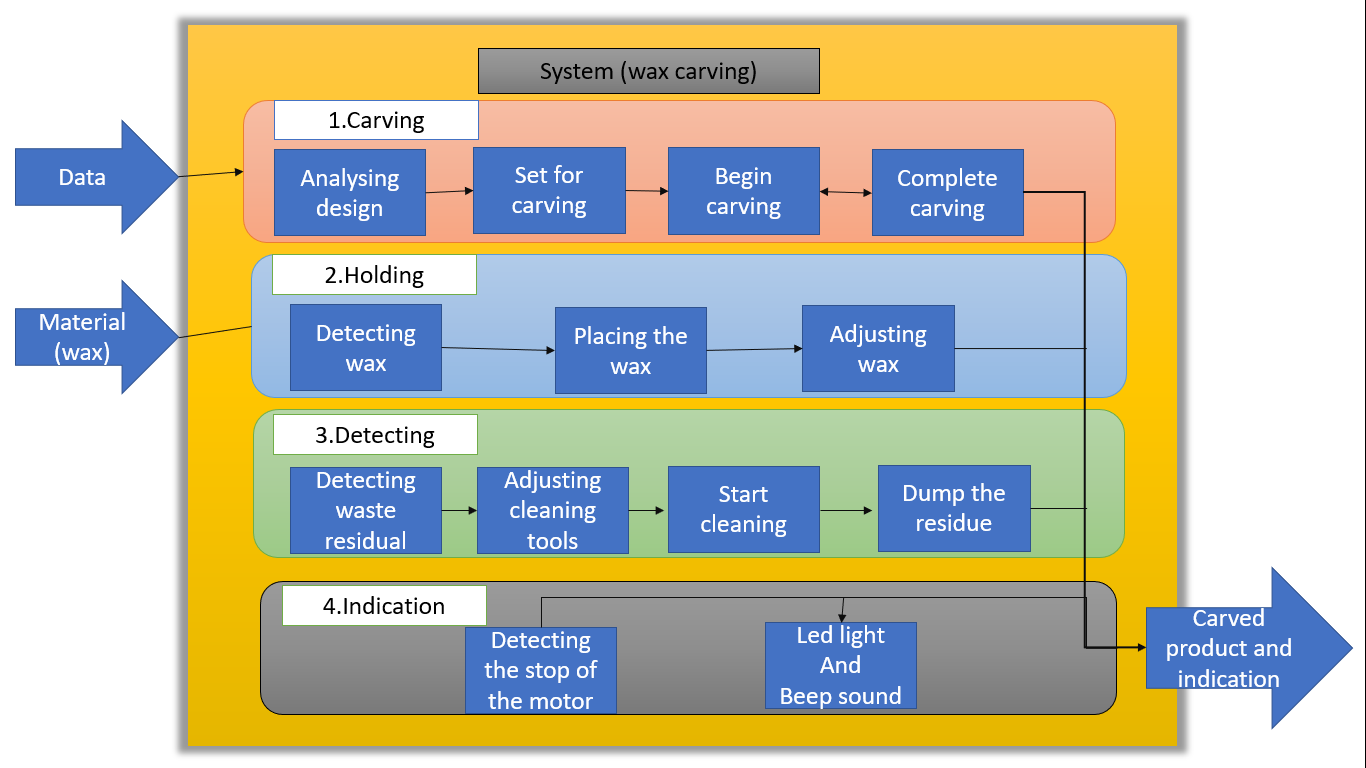 System (wax carving)
1.Carving
Data
Analysing
design
Set for
carving
Begin
carving
Complete
carving
2.Holding
Material
(wax)
Detecting
wax
Placing the
wax
Adjusting
wax
3.Detecting
Detecting
waste
residual
Adjusting
cleaning
tools
Start
cleaning
Dump the
residue
4.Indication
Detecting
the stop of
the motor
Led light
And
Beep sound
Carved
product and
indication